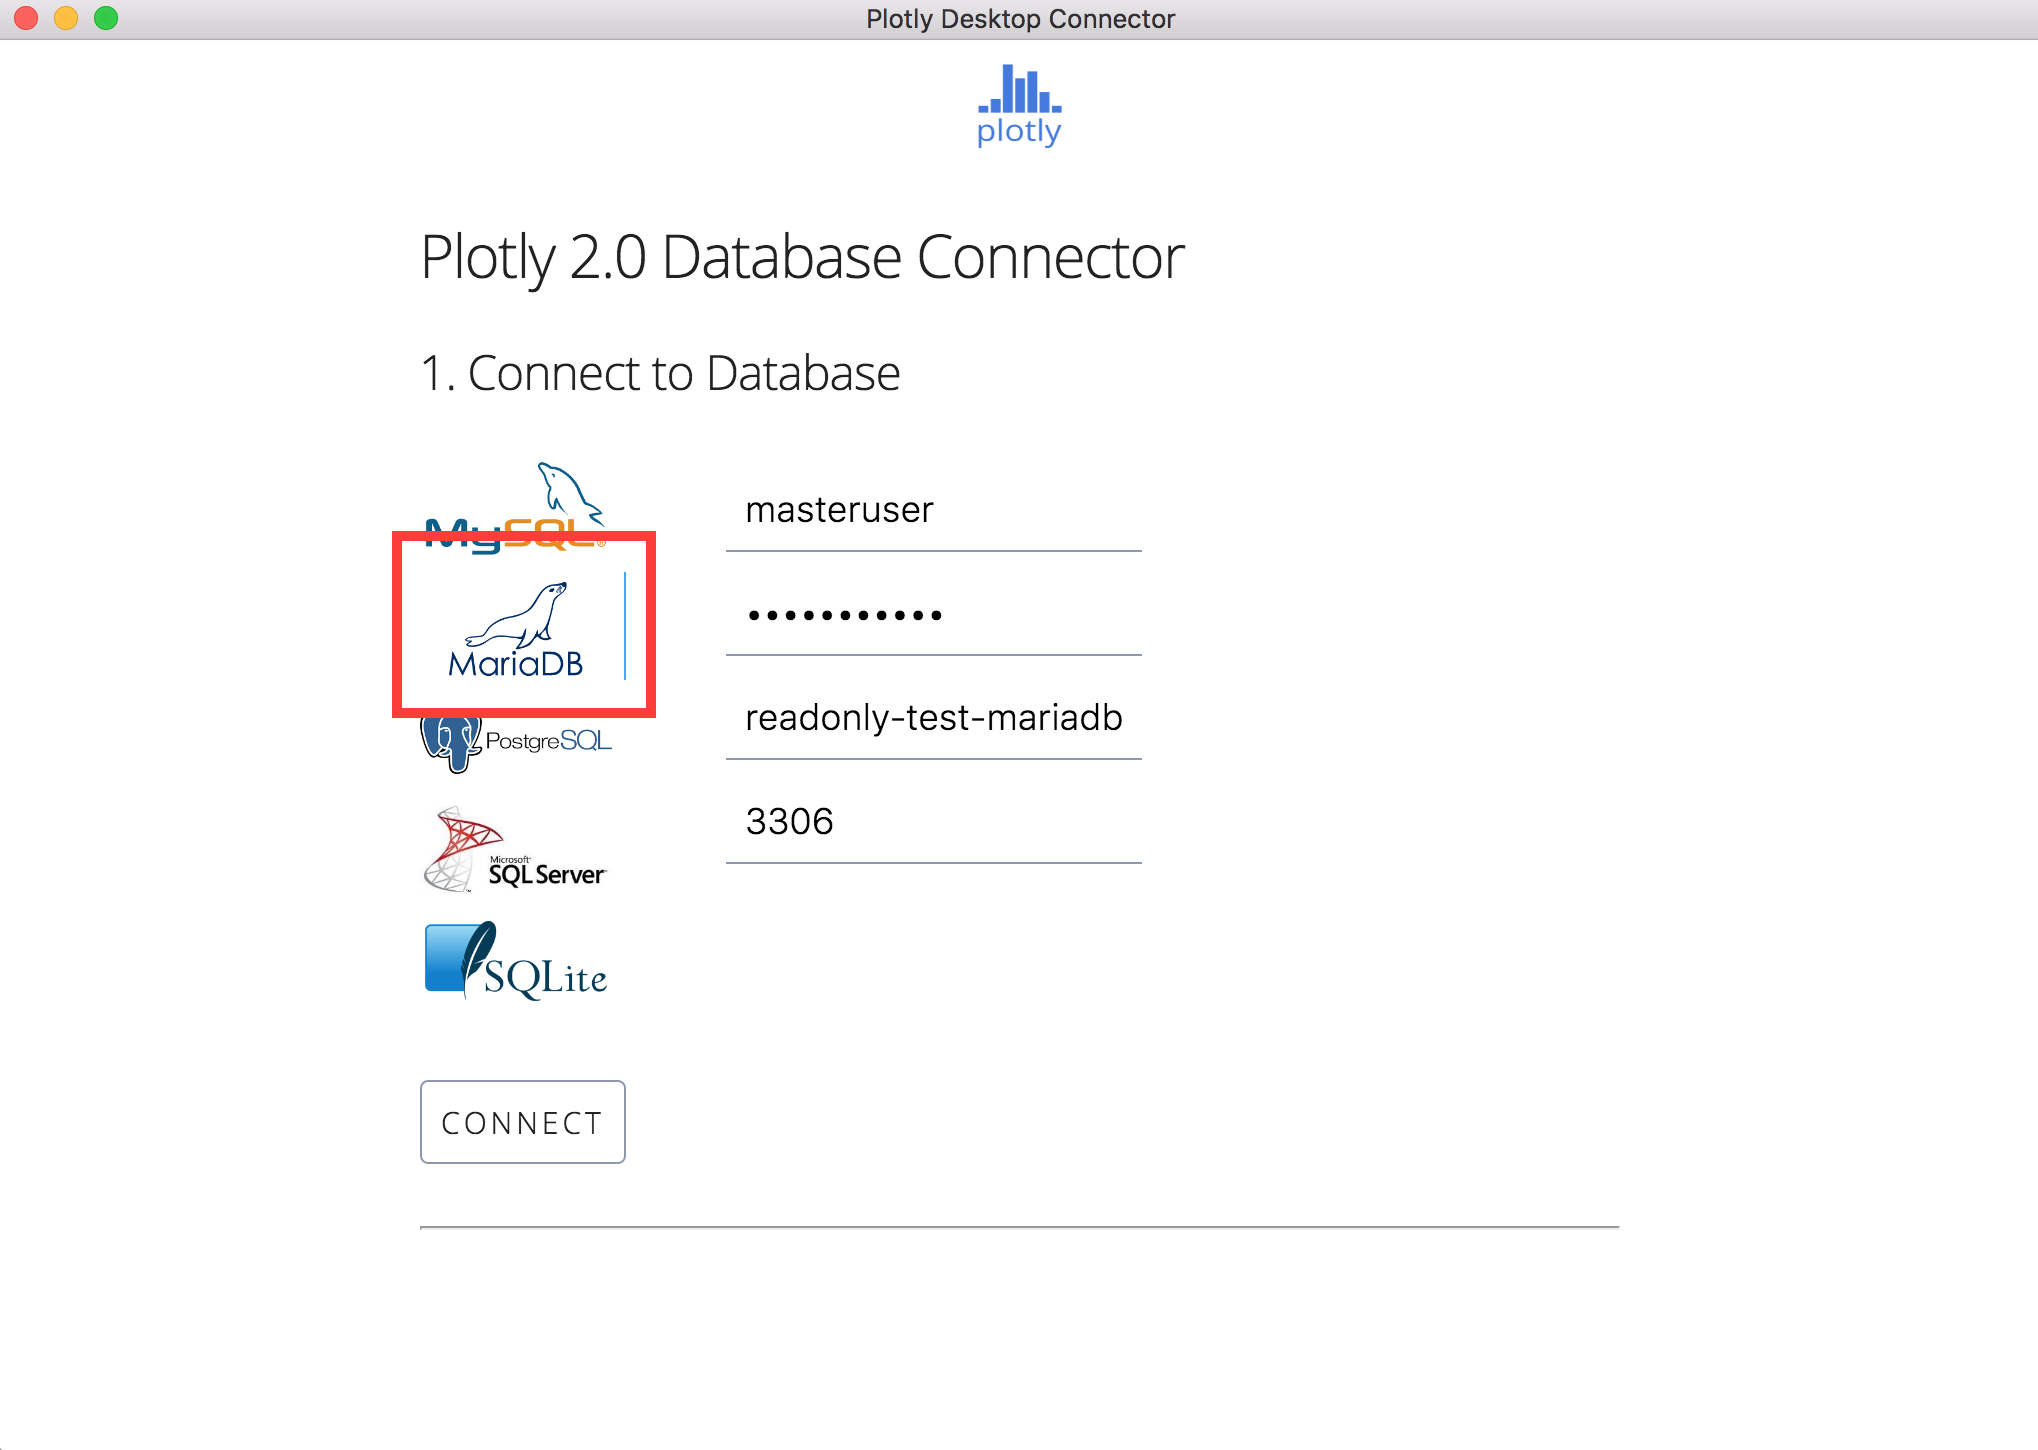 Plotly Desktop Connector
plotly
Plotly 2.0 Database Connector
1. Connect to Database
MySQL®
MariaDB
PostgreSQL
Microsoft®
SQL Server™
SQLite
masteruser
•••••••••••
readonly-test-mariadb
3306
CONNECT